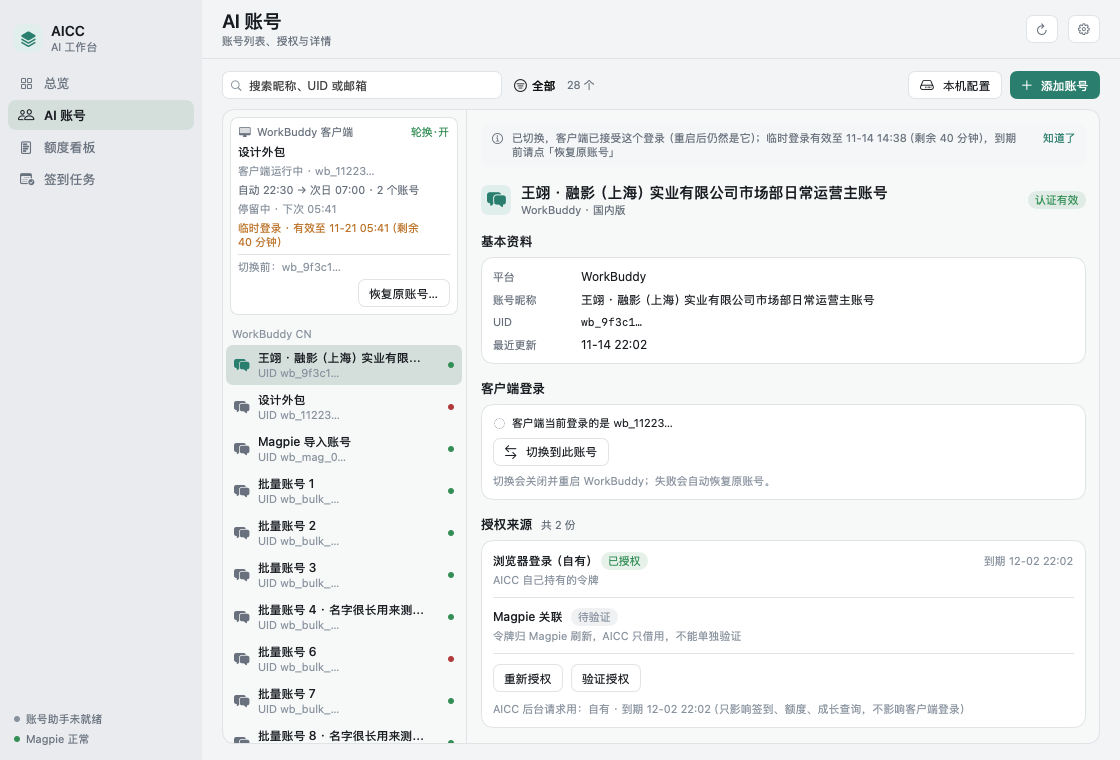 AICC
AI 工作台
总览
AI 账号
额度看板
签到任务
账号助手未就绪
Magpie 正常
AI 账号
账号列表、授权与详情
搜索昵称、UID 或邮箱
全部 28 个
本机配置
添加账号
WorkBuddy 客户端 轮换·开
设计外包
客户端运行中 · wb_11223…
自动 22:30 → 次日 07:00 · 2 个账号
停留中 · 下次 05:41
临时登录 · 有效至 11-21 05:41 (剩余
40 分钟)
切换前：wb_9f3c1…
恢复原账号…
WorkBuddy CN
王翊 · 融影（上海）实业有限…
UID wb_9f3c1…
设计外包
UID wb_11223…
Magpie 导入账号
UID wb_mag_0…
批量账号 1
UID wb_bulk_…
批量账号 2
UID wb_bulk_…
批量账号 3
UID wb_bulk_…
批量账号 4 · 名字很长用来测…
UID wb_bulk_…
批量账号 6
UID wb_bulk_…
批量账号 7
UID wb_bulk_…
批量账号 8 · 名字很长用来测…
已切换，客户端已接受这个登录 (重启后仍然是它)；临时登录有效至 11-14 14:38 (剩余 40 分钟)，到期
前请点「恢复原账号」
知道了
王翊 · 融影（上海）实业有限公司市场部日常运营主账号
WorkBuddy · 国内版
认证有效
基本资料
平台 WorkBuddy
账号昵称 王翊 · 融影（上海）实业有限公司市场部日常运营主账号
UID wb_9f3c1…
最近更新 11-14 22:02
客户端登录
客户端当前登录的是 wb_11223…
切换到此账号
切换会关闭并重启 WorkBuddy；失败会自动恢复原账号。
授权来源 共 2 份
浏览器登录（自有） 已授权 到期 12-02 22:02
AICC 自己持有的令牌
Magpie 关联 待验证
令牌归 Magpie 刷新，AICC 只借用，不能单独验证
重新授权 验证授权
AICC 后台请求用：自有 · 到期 12-02 22:02 (只影响签到、额度、成长查询，不影响客户端登录)